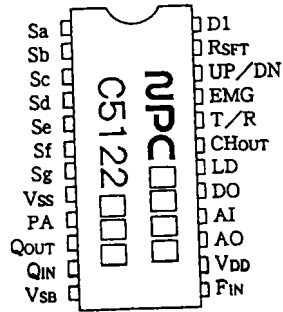 Sa
Sb
Sc
Sd
Se
Sf
Sg
Vss
PA
QOUT
QIN
VSB
C5122
NPC
D1
RSFT
UP/DN
EMG
T/R
CHOUT
LD
DO
AI
AO
VDD
FIN